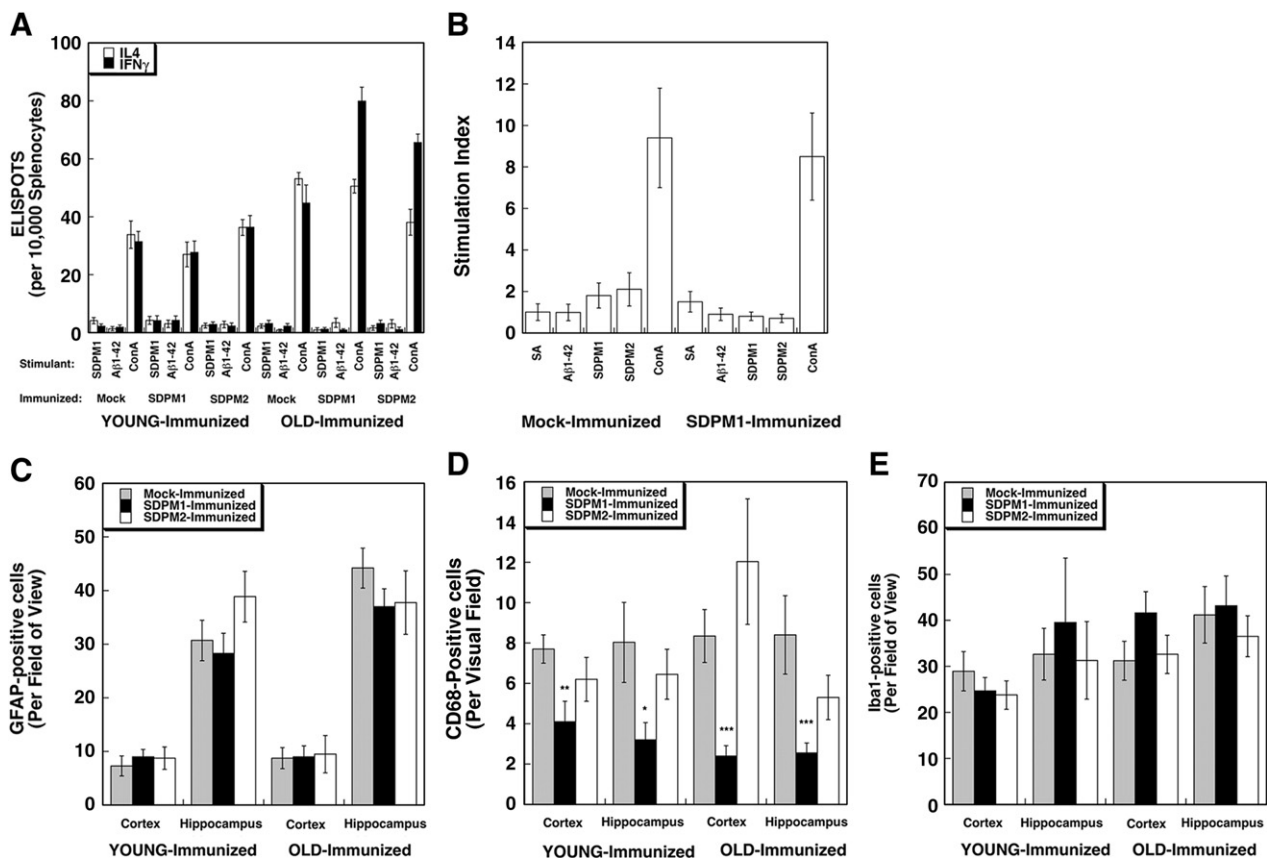 A
ELISPOTS
(per 10,000 Splenocytes)
100
80
60
40
20
0
IL4
IFNγ
Stimulant:
SDPM1 Aβ1-42 ConA SDPM1 Aβ1-42 ConA SDPM1 Aβ1-42 ConA SDPM1 Aβ1-42 ConA SDPM1 Aβ1-42 ConA SDPM1 Aβ1-42 ConA
Immunized: Mock SDPM1 SDPM2 Mock SDPM1 SDPM2
YOUNG-Immunized OLD-Immunized
B
Stimulation Index
14
12
10
8
6
4
2
0
SA Aβ1-42 SDPM1 SDPM2 ConA SA Aβ1-42 SDPM1 SDPM2 ConA
Mock-Immunized SDPM1-Immunized
C
GFAP-positive cells
(Per Field of View)
60
50
40
30
20
10
0
Mock-Immunized
SDPM1-Immunized
SDPM2-Immunized
Cortex Hippocampus Cortex Hippocampus
YOUNG-Immunized OLD-Immunized
D
CD68-Positive cells
(Per Visual Field)
16
14
12
10
8
6
4
2
0
Mock-Immunized
SDPM1-Immunized
SDPM2-Immunized
** * *** ***
Cortex Hippocampus Cortex Hippocampus
YOUNG-Immunized OLD-Immunized
E
Iba1-positive cells
(Per Field of View)
70
60
50
40
30
20
10
0
Mock-Immunized
SDPM1-Immunized
SDPM2-Immunized
Cortex Hippocampus Cortex Hippocampus
YOUNG-Immunized OLD-Immunized